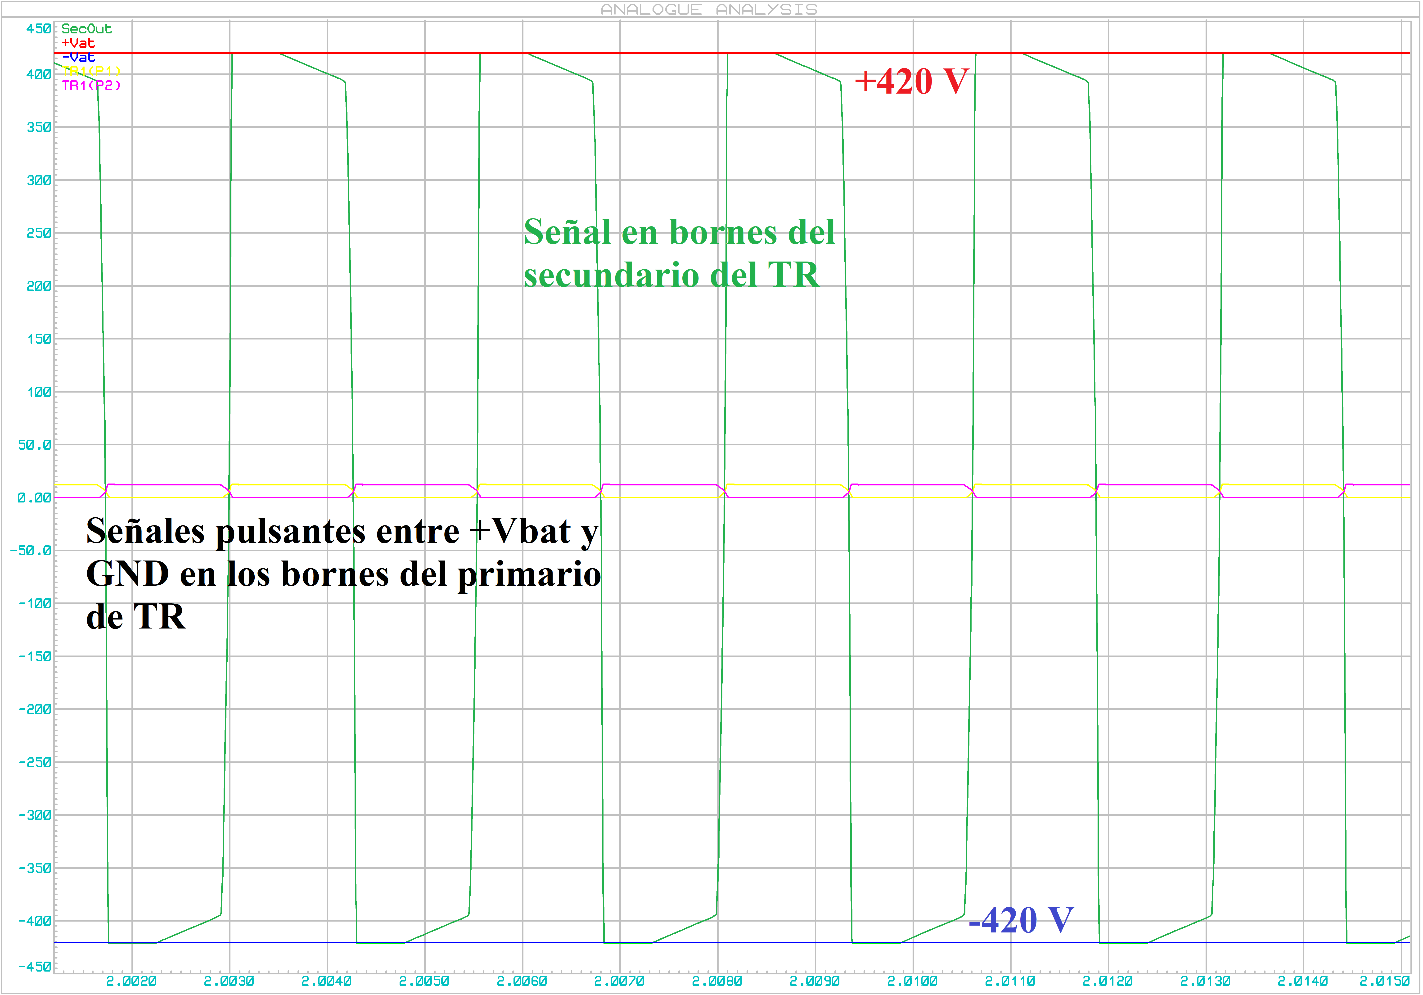 ANALOGUE ANALYSIS
450
SecOut
+Vat
-Vat
TR1(P1)
TR1(P2)
400
+420 V
350
300
250
Señal en bornes del
secundario del TR
200
150
100
50.0
0.00
Señales pulsantes entre +Vbat y
GND en los bornes del primario
de TR
-50.0
-100
-150
-200
-250
-300
-350
-400
-420 V
-450
2.0020 2.0030 2.0040 2.0050 2.0060 2.0070 2.0080 2.0090 2.0100 2.0110 2.0120 2.0130 2.0140 2.0150